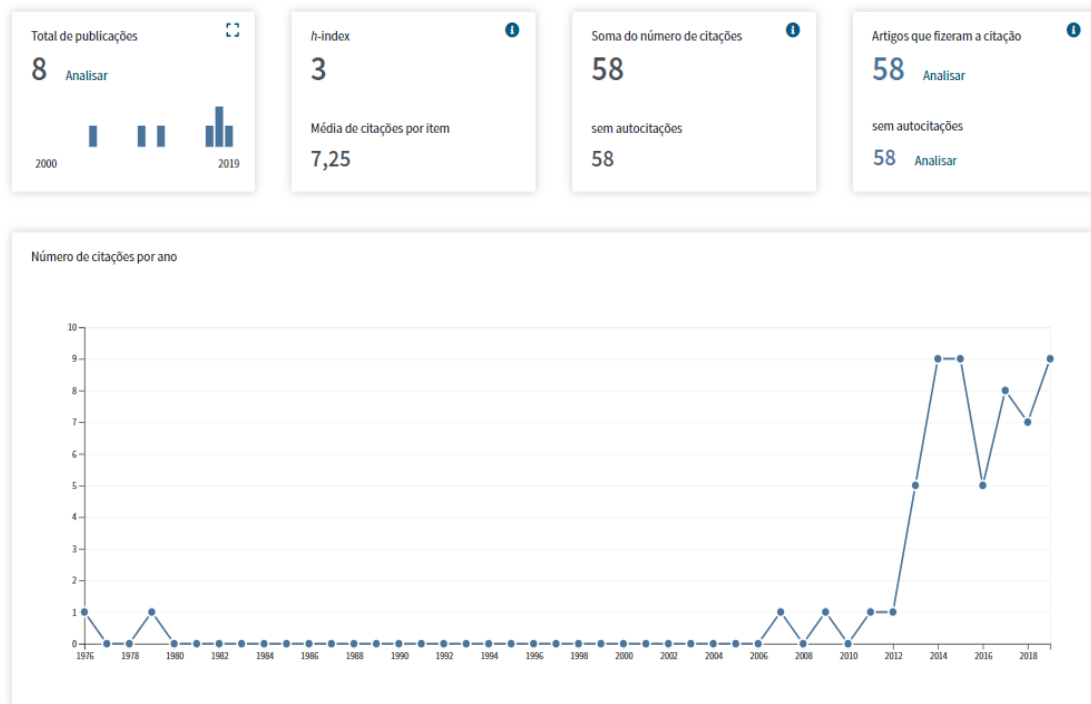 Total de publicações
8 Analisar
2000 2019
h-index
3
Média de citações por item
7,25
Soma do número de citações
58
sem autocitações
58
Artigos que fizeram a citação
58 Analisar
sem autocitações
58 Analisar
Número de citações por ano
10
9
8
7
6
5
4
3
2
1
0
1976 1978 1980 1982 1984 1986 1988 1990 1992 1994 1996 1998 2000 2002 2004 2006 2008 2010 2012 2014 2016 2018